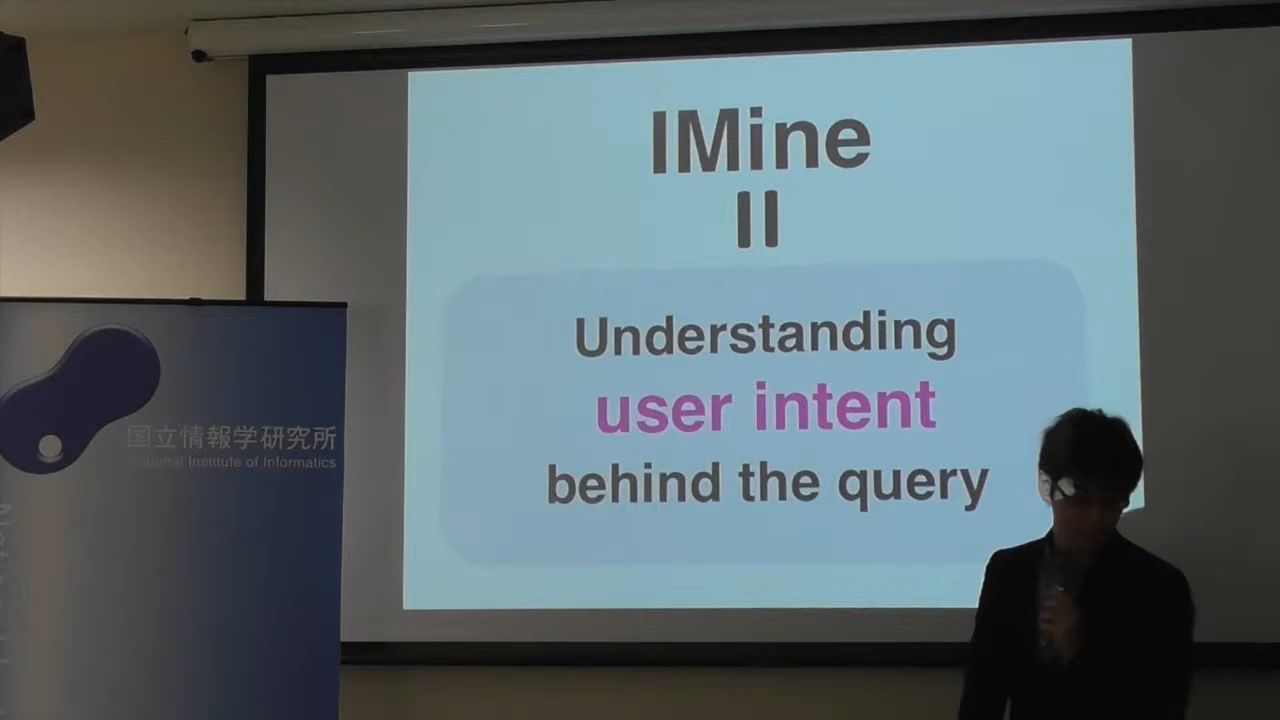 IMine
II
Understanding
user intent
behind the query
国立情報学研究所
National Institute of Informatics